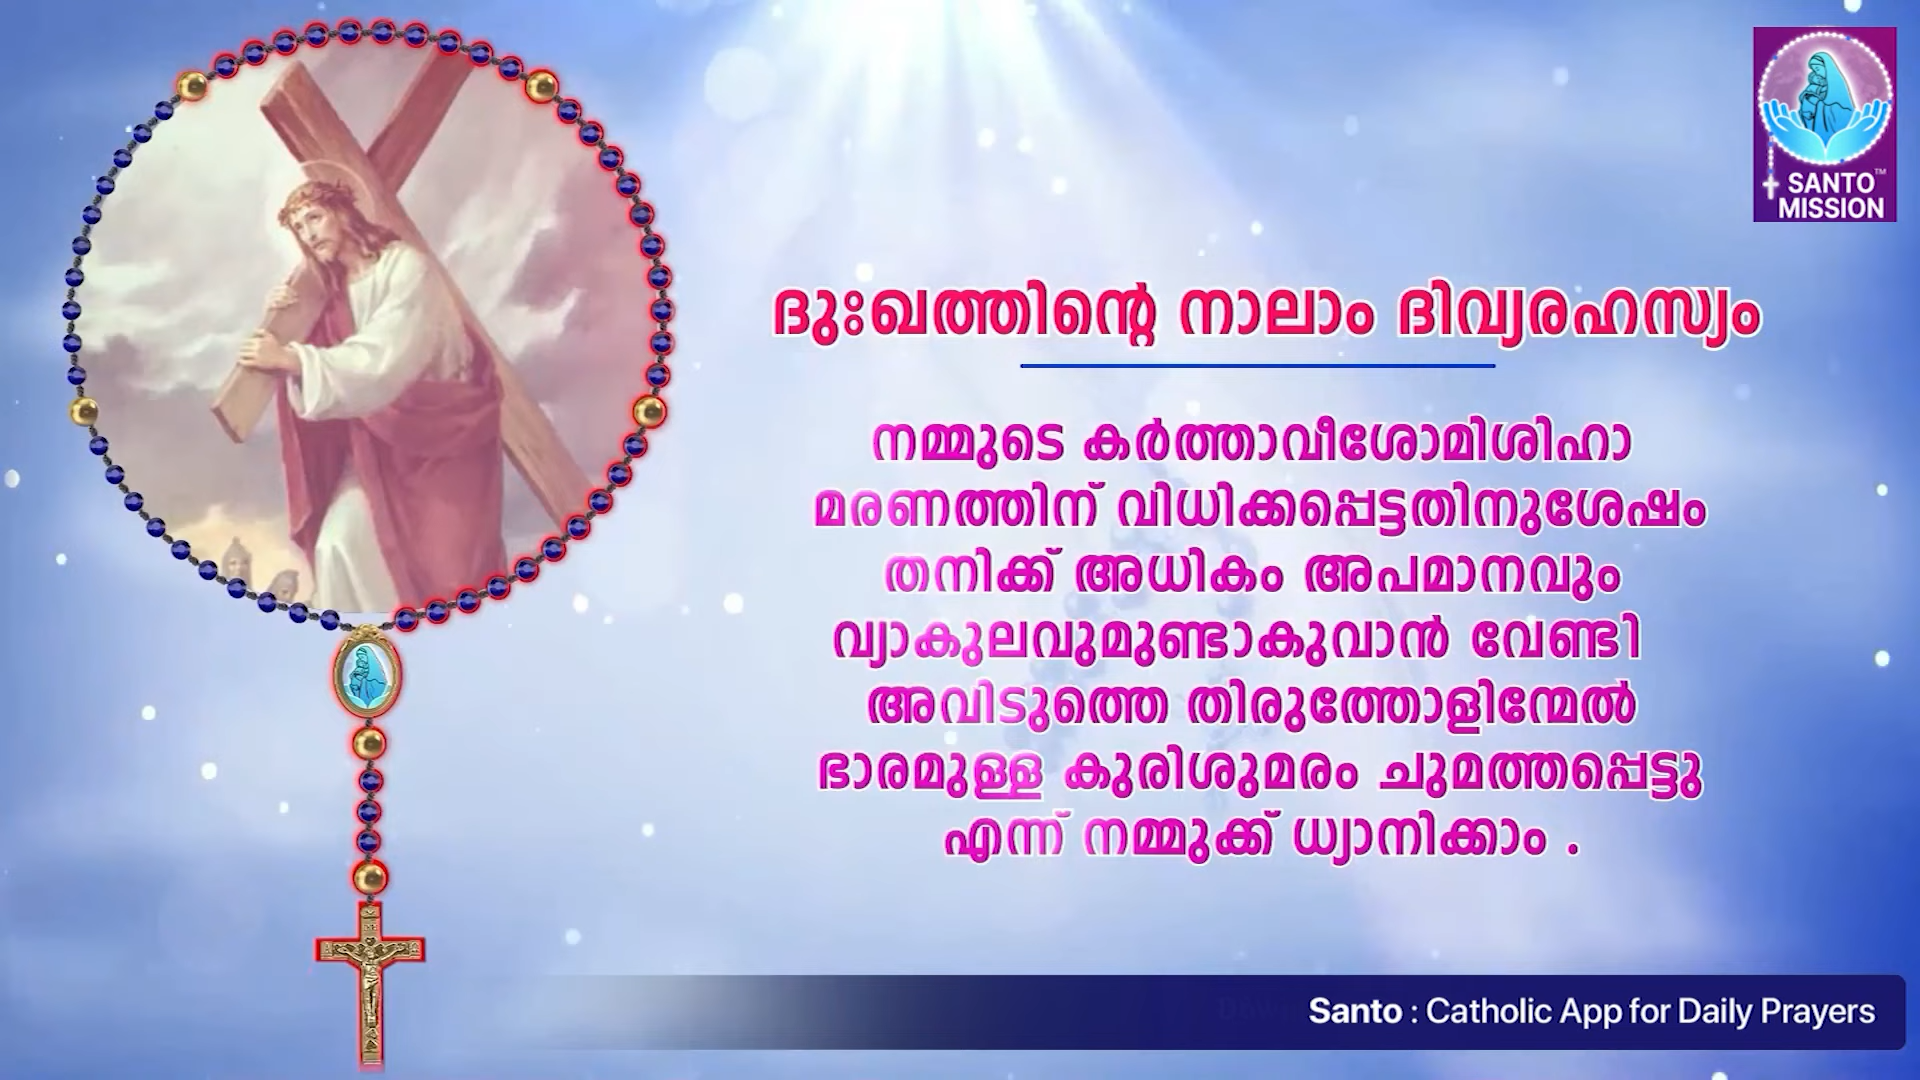 SANTO™
MISSION
ദുഃഖത്തിന്റെ നാലാം ദിവ്യരഹസ്യം
നമ്മുടെ കർത്താവീശോമിശിഹാ
മരണത്തിന് വിധിക്കപ്പെട്ടതിനുശേഷം
തനിക്ക് അധികം അപമാനവും
വ്യാകുലവുമുണ്ടാകുവാൻ വേണ്ടി
അവിടുത്തെ തിരുത്തോളിന്മേൽ
ഭാരമുള്ള കുരിശുമരം ചുമത്തപ്പെട്ടു
എന്ന് നമ്മുക്ക് ധ്യാനിക്കാം .
Santo : Catholic App for Daily Prayers